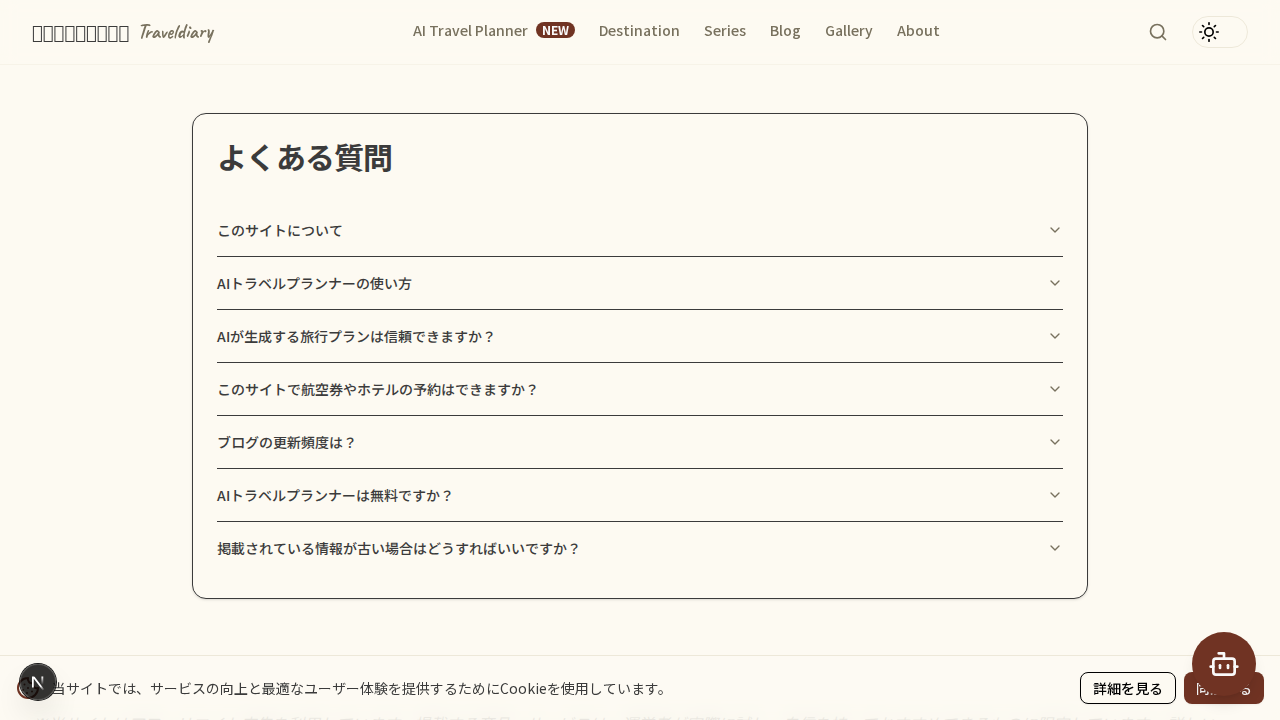 Traveldiary
AI Travel Planner NEW Destination Series Blog Gallery About
よくある質問
このサイトについて
AIトラベルプランナーの使い方
AIが生成する旅行プランは信頼できますか？
このサイトで航空券やホテルの予約はできますか？
ブログの更新頻度は？
AIトラベルプランナーは無料ですか？
掲載されている情報が古い場合はどうすればいいですか？
N
当サイトでは、サービスの向上と最適なユーザー体験を提供するためにCookieを使用しています。
詳細を見る